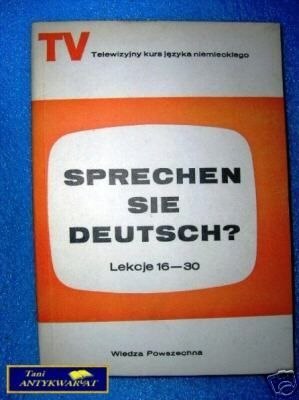 TV Telewizyjny kurs języka niemieckiego
SPRECHEN
SIE
DEUTSCH?
Lekcje 16—30
Wiedza Powszechna
Tani
ANTYKWARIAT